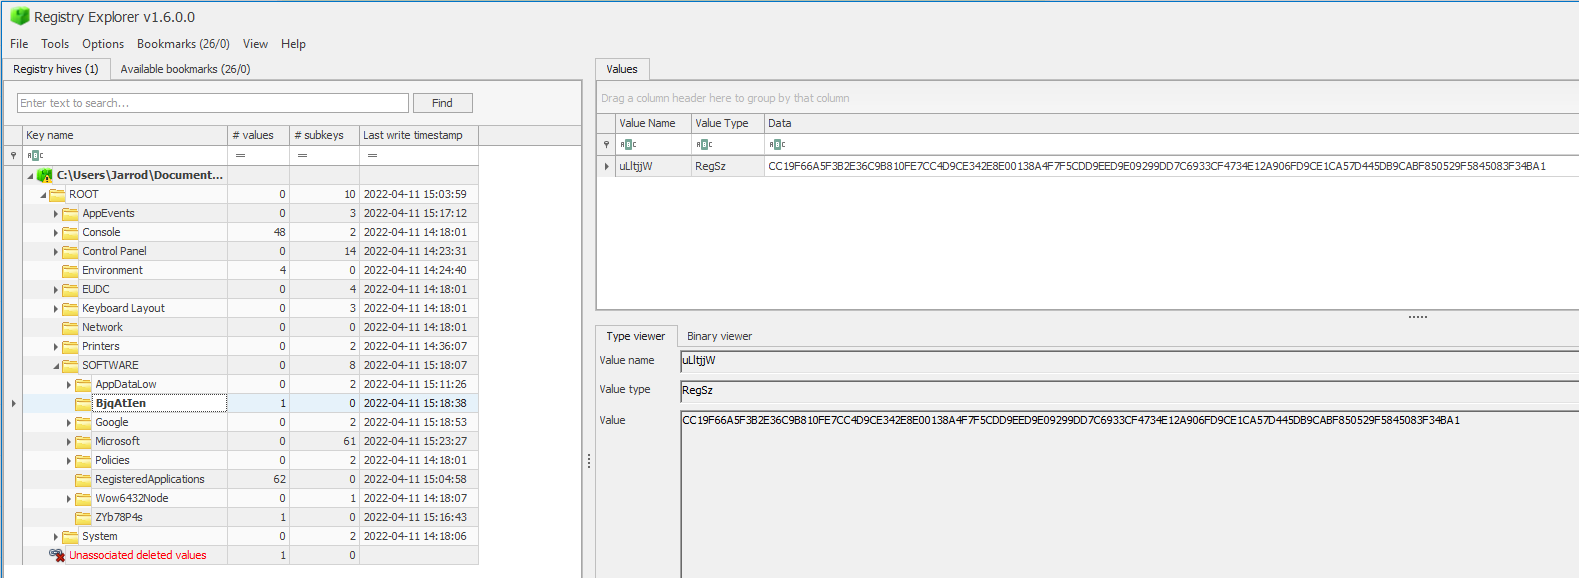 Registry Explorer v1.6.0.0
File Tools Options Bookmarks (26/0) View Help
Registry hives (1) Available bookmarks (26/0)
Enter text to search... Find
Key name # values # subkeys Last write timestamp
= = =
C:\Users\Jarrod\Document...
ROOT 0 10 2022-04-11 15:03:59
AppEvents 0 3 2022-04-11 15:17:12
Console 48 2 2022-04-11 14:18:01
Control Panel 0 14 2022-04-11 14:23:31
Environment 4 0 2022-04-11 14:24:40
EUDC 0 4 2022-04-11 14:18:01
Keyboard Layout 0 3 2022-04-11 14:18:01
Network 0 0 2022-04-11 14:18:01
Printers 0 2 2022-04-11 14:36:07
SOFTWARE 0 8 2022-04-11 15:18:07
AppDataLow 0 2 2022-04-11 15:11:26
BjqAtIen 1 0 2022-04-11 15:18:38
Google 0 2 2022-04-11 15:18:53
Microsoft 0 61 2022-04-11 15:23:27
Policies 0 2 2022-04-11 14:18:01
RegisteredApplications 62 0 2022-04-11 15:04:58
Wow6432Node 0 1 2022-04-11 14:18:07
ZYb78P4s 1 0 2022-04-11 15:16:43
System 0 2 2022-04-11 14:18:06
Unassociated deleted values 1 0
Values
Drag a column header here to group by that column
Value Name Value Type Data
uLltjjW RegSz CC19F66A5F3B2E36C9B810FE7CC4D9CE342E8E00138A4F7F5CDD9EED9E09299DD7C6933CF4734E12A906FD9CE1CA57D445DB9CABF850529F5845083F34BA1
Type viewer Binary viewer
Value name uLltjjW
Value type RegSz
Value CC19F66A5F3B2E36C9B810FE7CC4D9CE342E8E00138A4F7F5CDD9EED9E09299DD7C6933CF4734E12A906FD9CE1CA57D445DB9CABF850529F5845083F34BA1